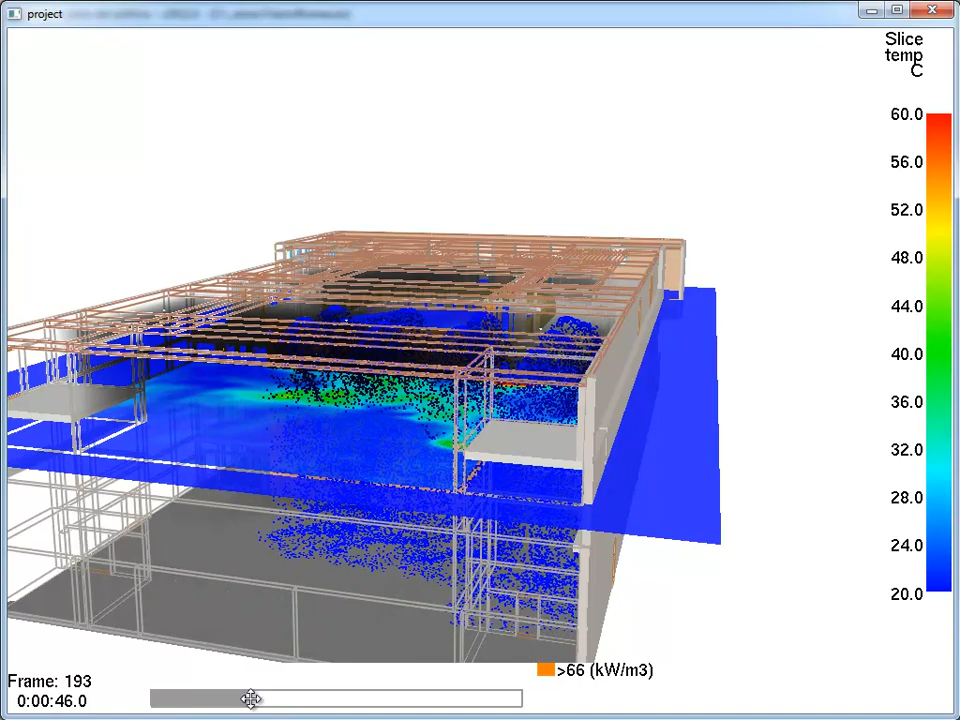 project
Slice
temp
C
60.0
56.0
52.0
48.0
44.0
40.0
36.0
32.0
28.0
24.0
20.0
>66 (kW/m3)
Frame: 193
0:00:46.0